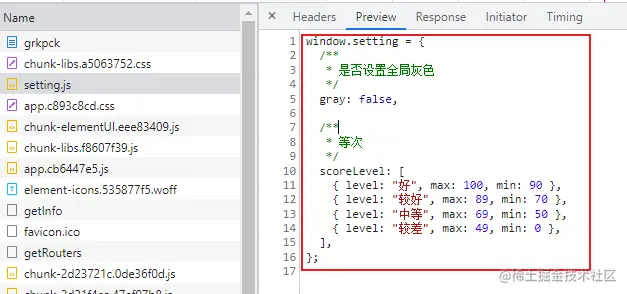 Name
grkpck
chunk-libs.a5063752.css
setting.js
app.c893c8cd.css
chunk-elementUI.eee83409.js
chunk-libs.f8607f39.js
app.cb6447e5.js
element-icons.535877f5.woff
getInfo
favicon.ico
getRouters
chunk-2d23721c.0de36f0d.js
Headers Preview Response Initiator Timing
1 window.setting = {
2 /**
3 * 是否设置全局灰色
4 */
5 gray: false,
6
7 /**
8 * 等次
9 */
10 scoreLevel: [
11 { level: "好", max: 100, min: 90 },
12 { level: "较好", max: 89, min: 70 },
13 { level: "中等", max: 69, min: 50 },
14 { level: "较差", max: 49, min: 0 },
15 ],
16 };
17
@稀土掘金技术社区